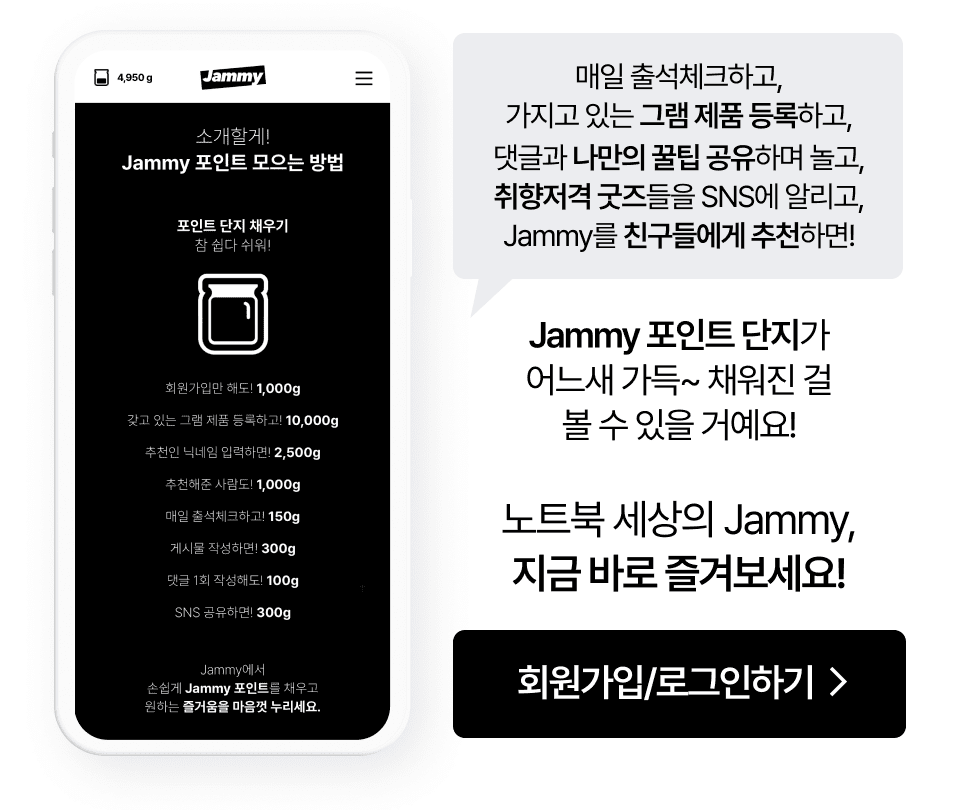 4,950 g
Jammy
소개할게!
Jammy 포인트 모으는 방법
포인트 단지 채우기
참 쉽다 쉬워!
회원가입만 해도! 1,000g
갖고 있는 그램 제품 등록하고! 10,000g
추천인 닉네임 입력하면! 2,500g
추천해준 사람도! 1,000g
매일 출석체크하고! 150g
게시물 작성하면! 300g
댓글 1회 작성해도! 100g
SNS 공유하면! 300g
Jammy에서
손쉽게 Jammy 포인트를 채우고
원하는 즐거움을 마음껏 누리세요.
매일 출석체크하고,
가지고 있는 그램 제품 등록하고,
댓글과 나만의 꿀팁 공유하며 놀고,
취향저격 굿즈들을 SNS에 알리고,
Jammy를 친구들에게 추천하면!
Jammy 포인트 단지가
어느새 가득~ 채워진 걸
볼 수 있을 거예요!
노트북 세상의 Jammy,
지금 바로 즐겨보세요!
회원가입/로그인하기 >